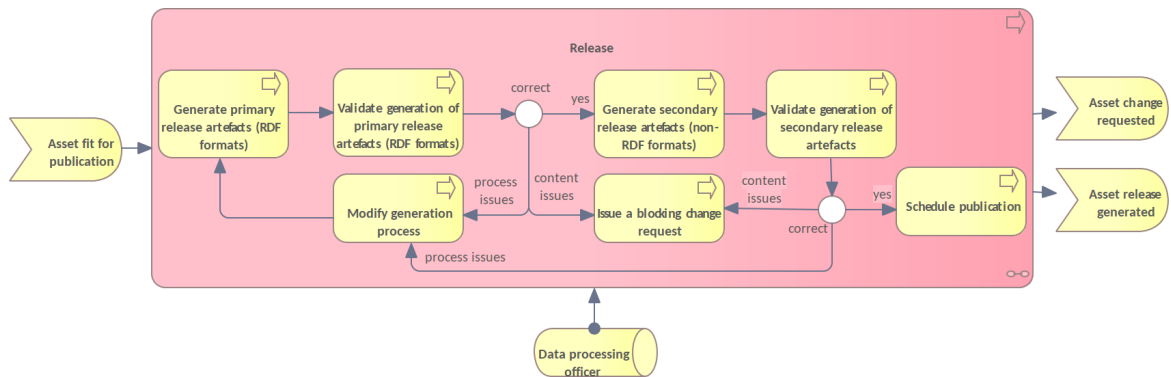 Release
Asset fit for
publication
Generate primary
release artefacts (RDF
formats)
Validate generation of
primary release
artefacts (RDF formats)
correct
yes
Generate secondary
release artefacts (non-
RDF formats)
Validate generation of
secondary release
artefacts
Asset change
requested
Modify generation
process
process
issues
content
issues
Issue a blocking change
request
content
issues
correct
yes
Schedule publication
Asset release
generated
process issues
Data processing
officer